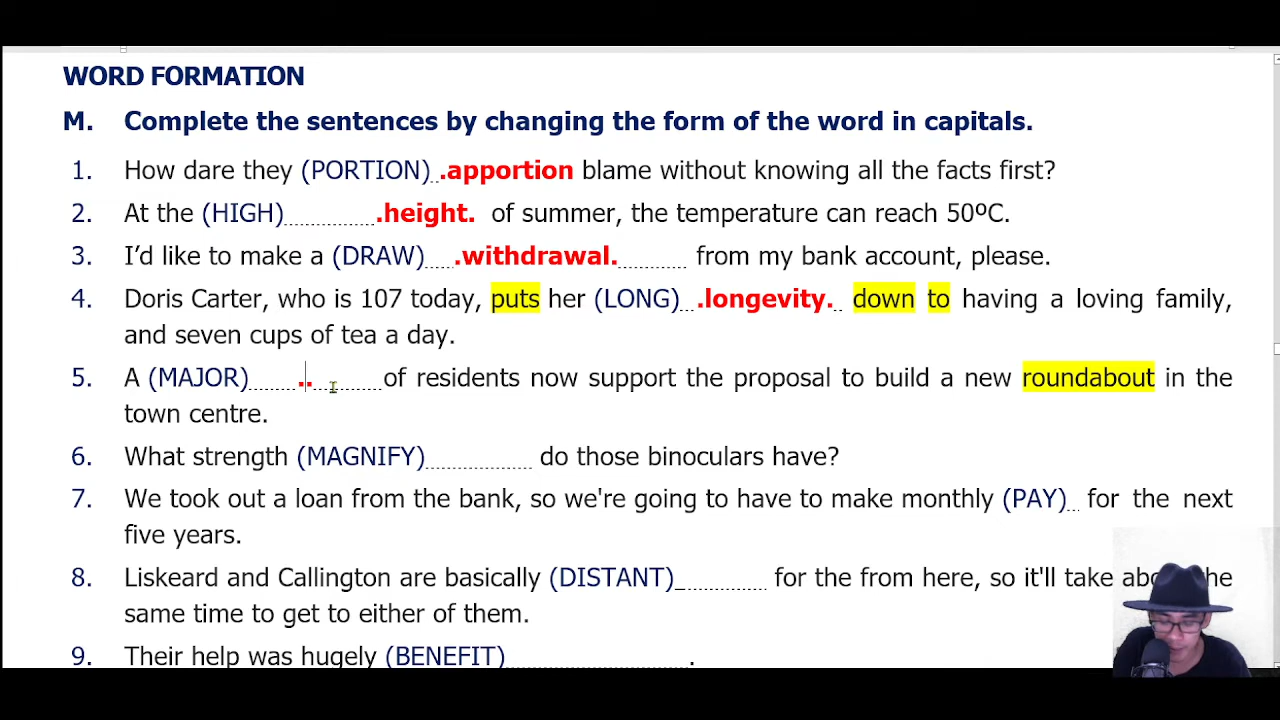 WORD FORMATION
M. Complete the sentences by changing the form of the word in capitals.
1. How dare they (PORTION)..apportion blame without knowing all the facts first?
2. At the (HIGH)...........height. of summer, the temperature can reach 50ºC.
3. I'd like to make a (DRAW)....withdrawal......... from my bank account, please.
4. Doris Carter, who is 107 today, puts her (LONG)...longevity.. down to having a loving family,
and seven cups of tea a day.
5. A (MAJOR)................of residents now support the proposal to build a new roundabout in the
town centre.
6. What strength (MAGNIFY)............. do those binoculars have?
7. We took out a loan from the bank, so we're going to have to make monthly (PAY).. for the next
five years.
8. Liskeard and Callington are basically (DISTANT)_.......... for the from here, so it'll take he
same time to get to either of them.
9. Their help was hugely (BENEFIT)........................